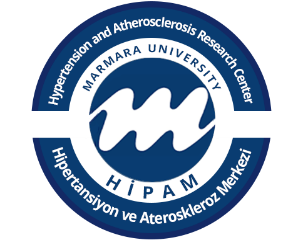 Hypertension and Atherosclerosis Research Center
MARMARA UNIVERSITY
HİPAM
Hipertansiyon ve Ateroskleroz Merkezi